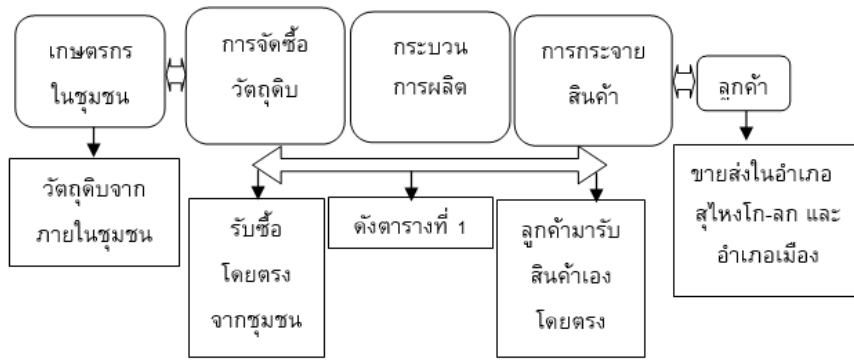 เกษตรกร
ในชุมชน
การจัดซื้อ
วัตถุดิบ
กระบวน
การผลิต
การกระจาย
สินค้า
ลูกค้า
วัตถุดิบจาก
ภายในชุมชน
รับซื้อ
โดยตรง
จากชุมชน
ดังตารางที่ 1
ลูกค้ามารับ
สินค้าเอง
โดยตรง
ขายส่งในอำเภอ
สุไหงโก-ลก และ
อำเภอเมือง